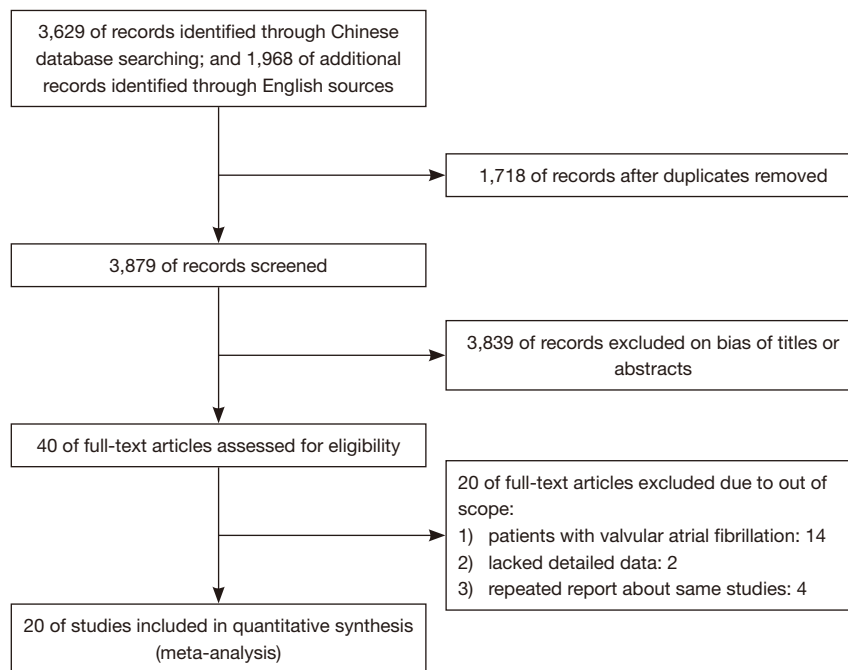 3,629 of records identified through Chinese
database searching; and 1,968 of additional
records identified through English sources
1,718 of records after duplicates removed
3,879 of records screened
3,839 of records excluded on bias of titles or
abstracts
40 of full-text articles assessed for eligibility
20 of full-text articles excluded due to out of
scope:
1) patients with valvular atrial fibrillation: 14
2) lacked detailed data: 2
3) repeated report about same studies: 4
20 of studies included in quantitative synthesis
(meta-analysis)